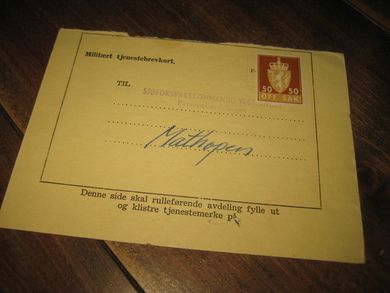 Militært tjenestebrevkort.
TIL
SJØFORSVARSKOMMANDO
50 50
OFF. SAK
Mathopen
Denne side skal rulleførende avdeling fylle ut
og klistre tjenestemerke på